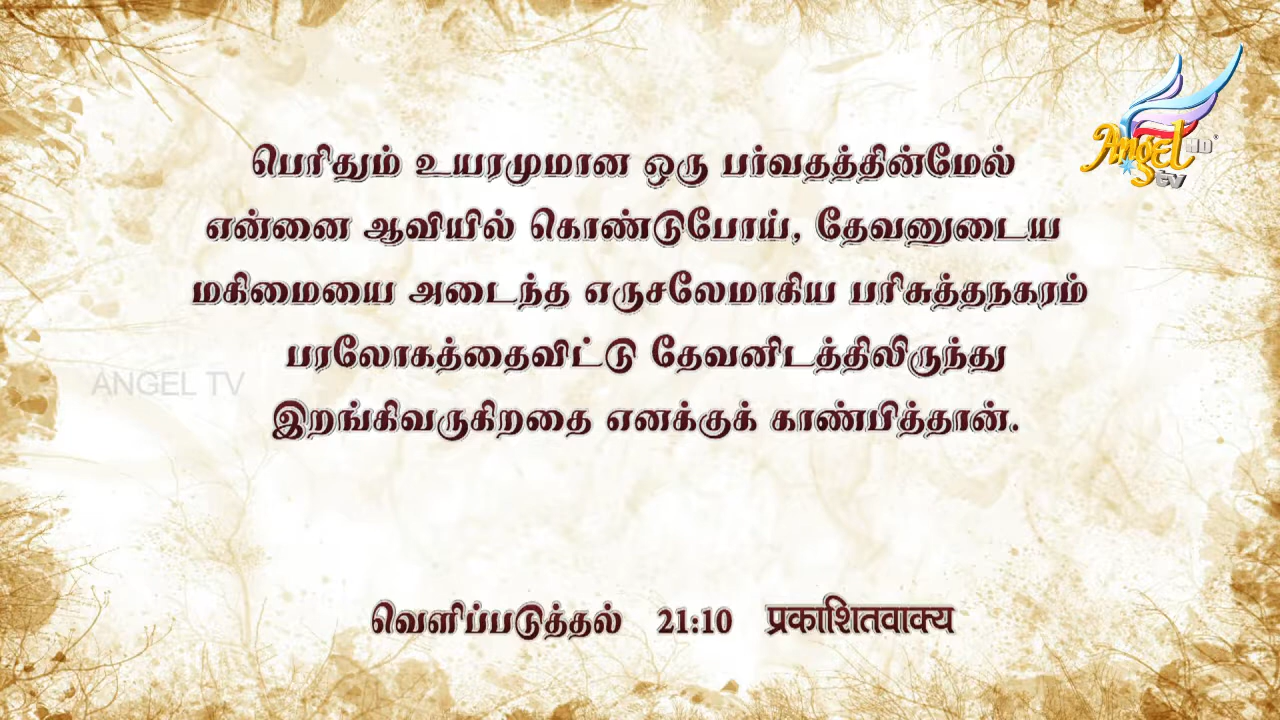 Angel HD
tv
பெரிதும் உயரமுமான ஒரு பர்வதத்தின்மேல்
என்னை ஆவியில் கொண்டுபோய், தேவனுடைய
மகிமையை அடைந்த எருசலேமாகிய பரிசுத்தநகரம்
பரலோகத்தைவிட்டு தேவனிடத்திலிருந்து
ANGEL TV
இறங்கிவருகிறதை எனக்குக் காண்பித்தான்.
வெளிப்படுத்தல் 21:10 प्रकाशितवाक्य